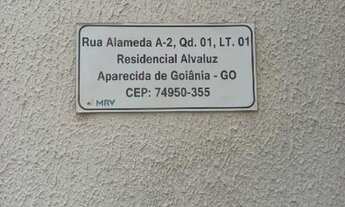 Rua Alameda A-2, Qd. 01, LT. 01
Residencial Alvaluz
Aparecida de Goiânia - GO
CEP: 74950-355
MRV